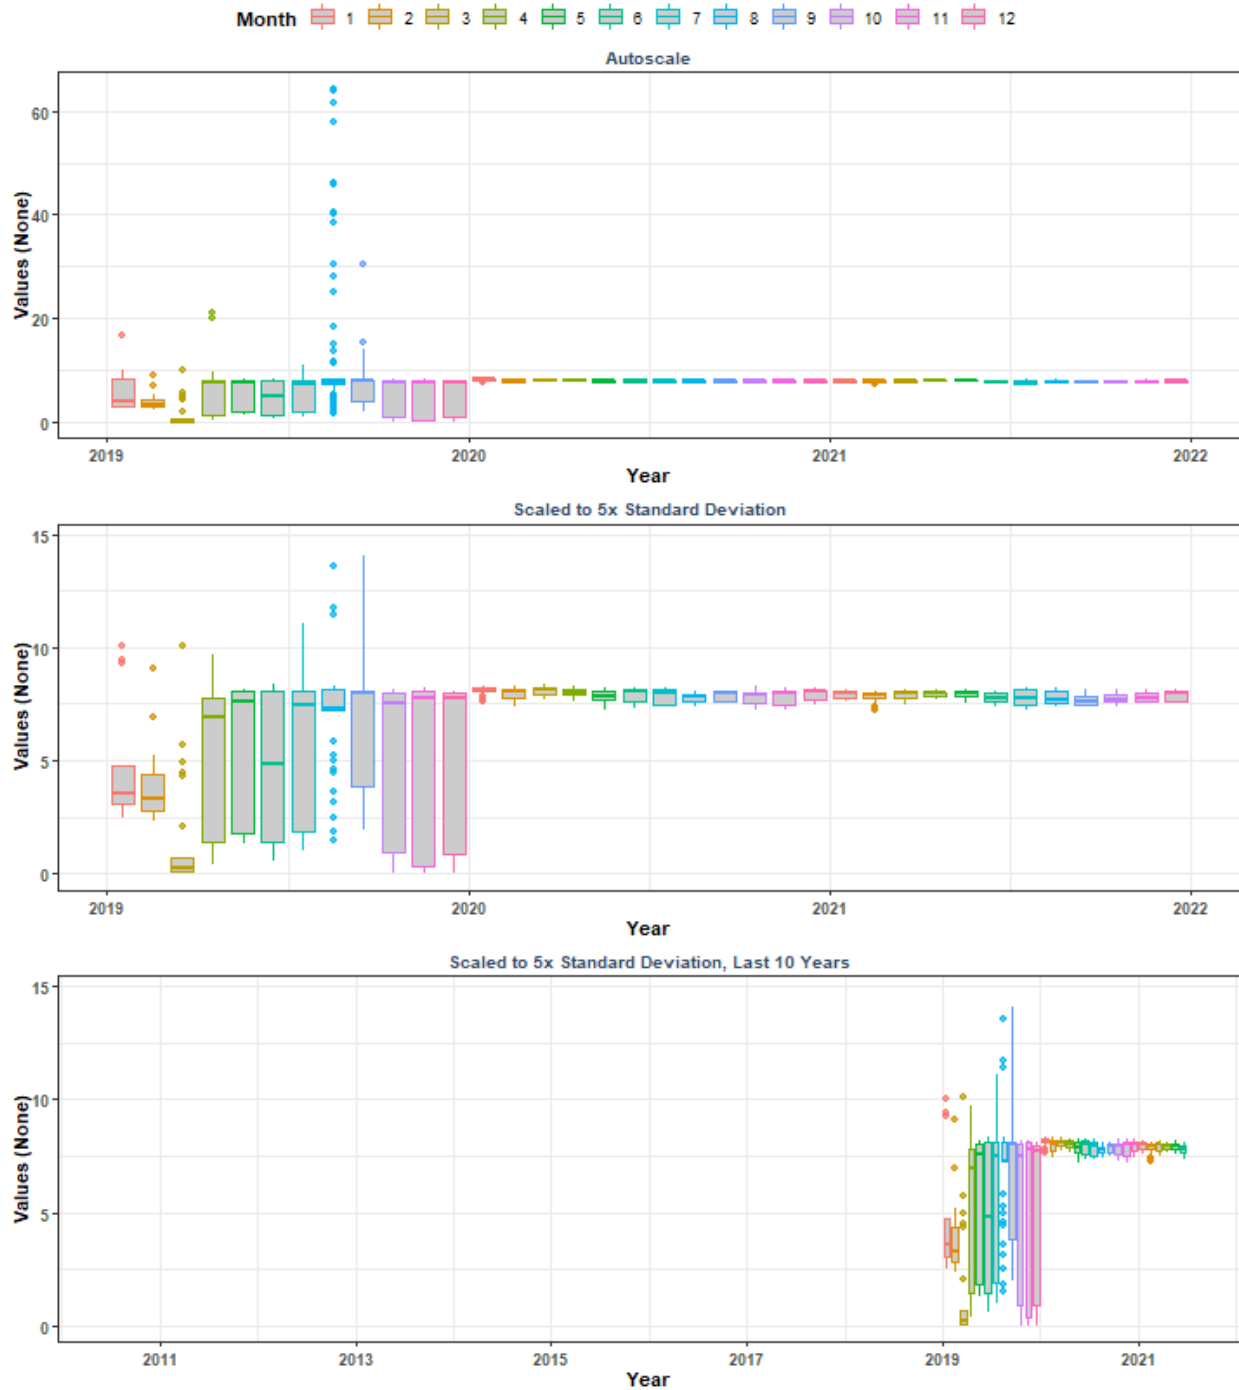 Month 1 2 3 4 5 6 7 8 9 10 11 12
Autoscale
60
40
20
0
Values (None)
2019 2020 2021 2022
Year
Scaled to 5x Standard Deviation
15
10
5
0
Values (None)
2019 2020 2021 2022
Year
Scaled to 5x Standard Deviation, Last 10 Years
15
10
5
0
Values (None)
2011 2013 2015 2017 2019 2021
Year